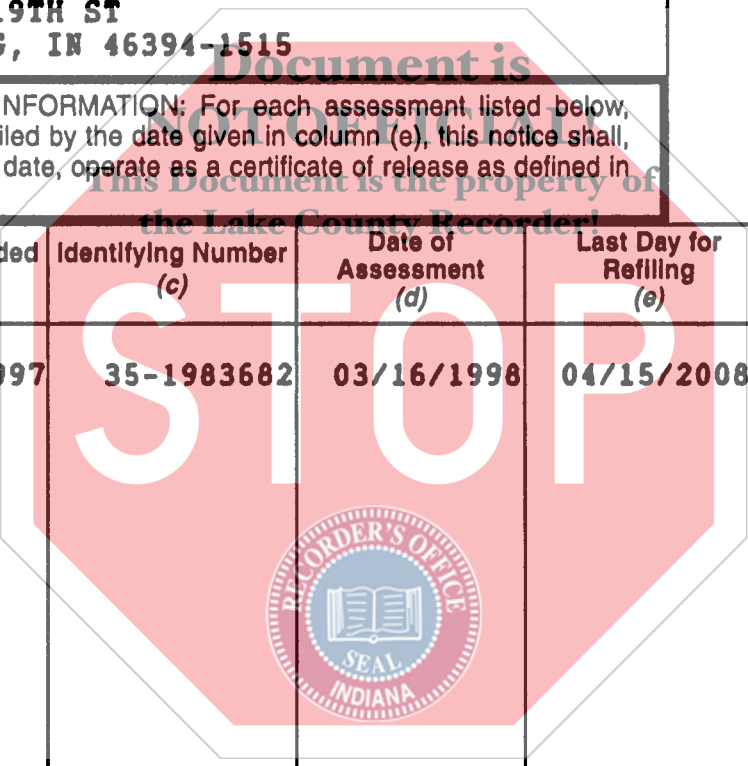 9TH ST
, IN 46394-1515
Document is
NFORMATION: For each assessment listed below,
NOT OFFICIAL
iled by the date given in column (e), this notice shall,
date, operate as a certificate of release as defined in
This Document is the property of
the Lake County Recorder!
ded Identifying Number Date of Last Day for
Assessment Refiling
(c) (d) (e)
997 35-1983682 03/16/1998 04/15/2008
STOP
RECORDER'S OFFICE
SEAL
INDIANA